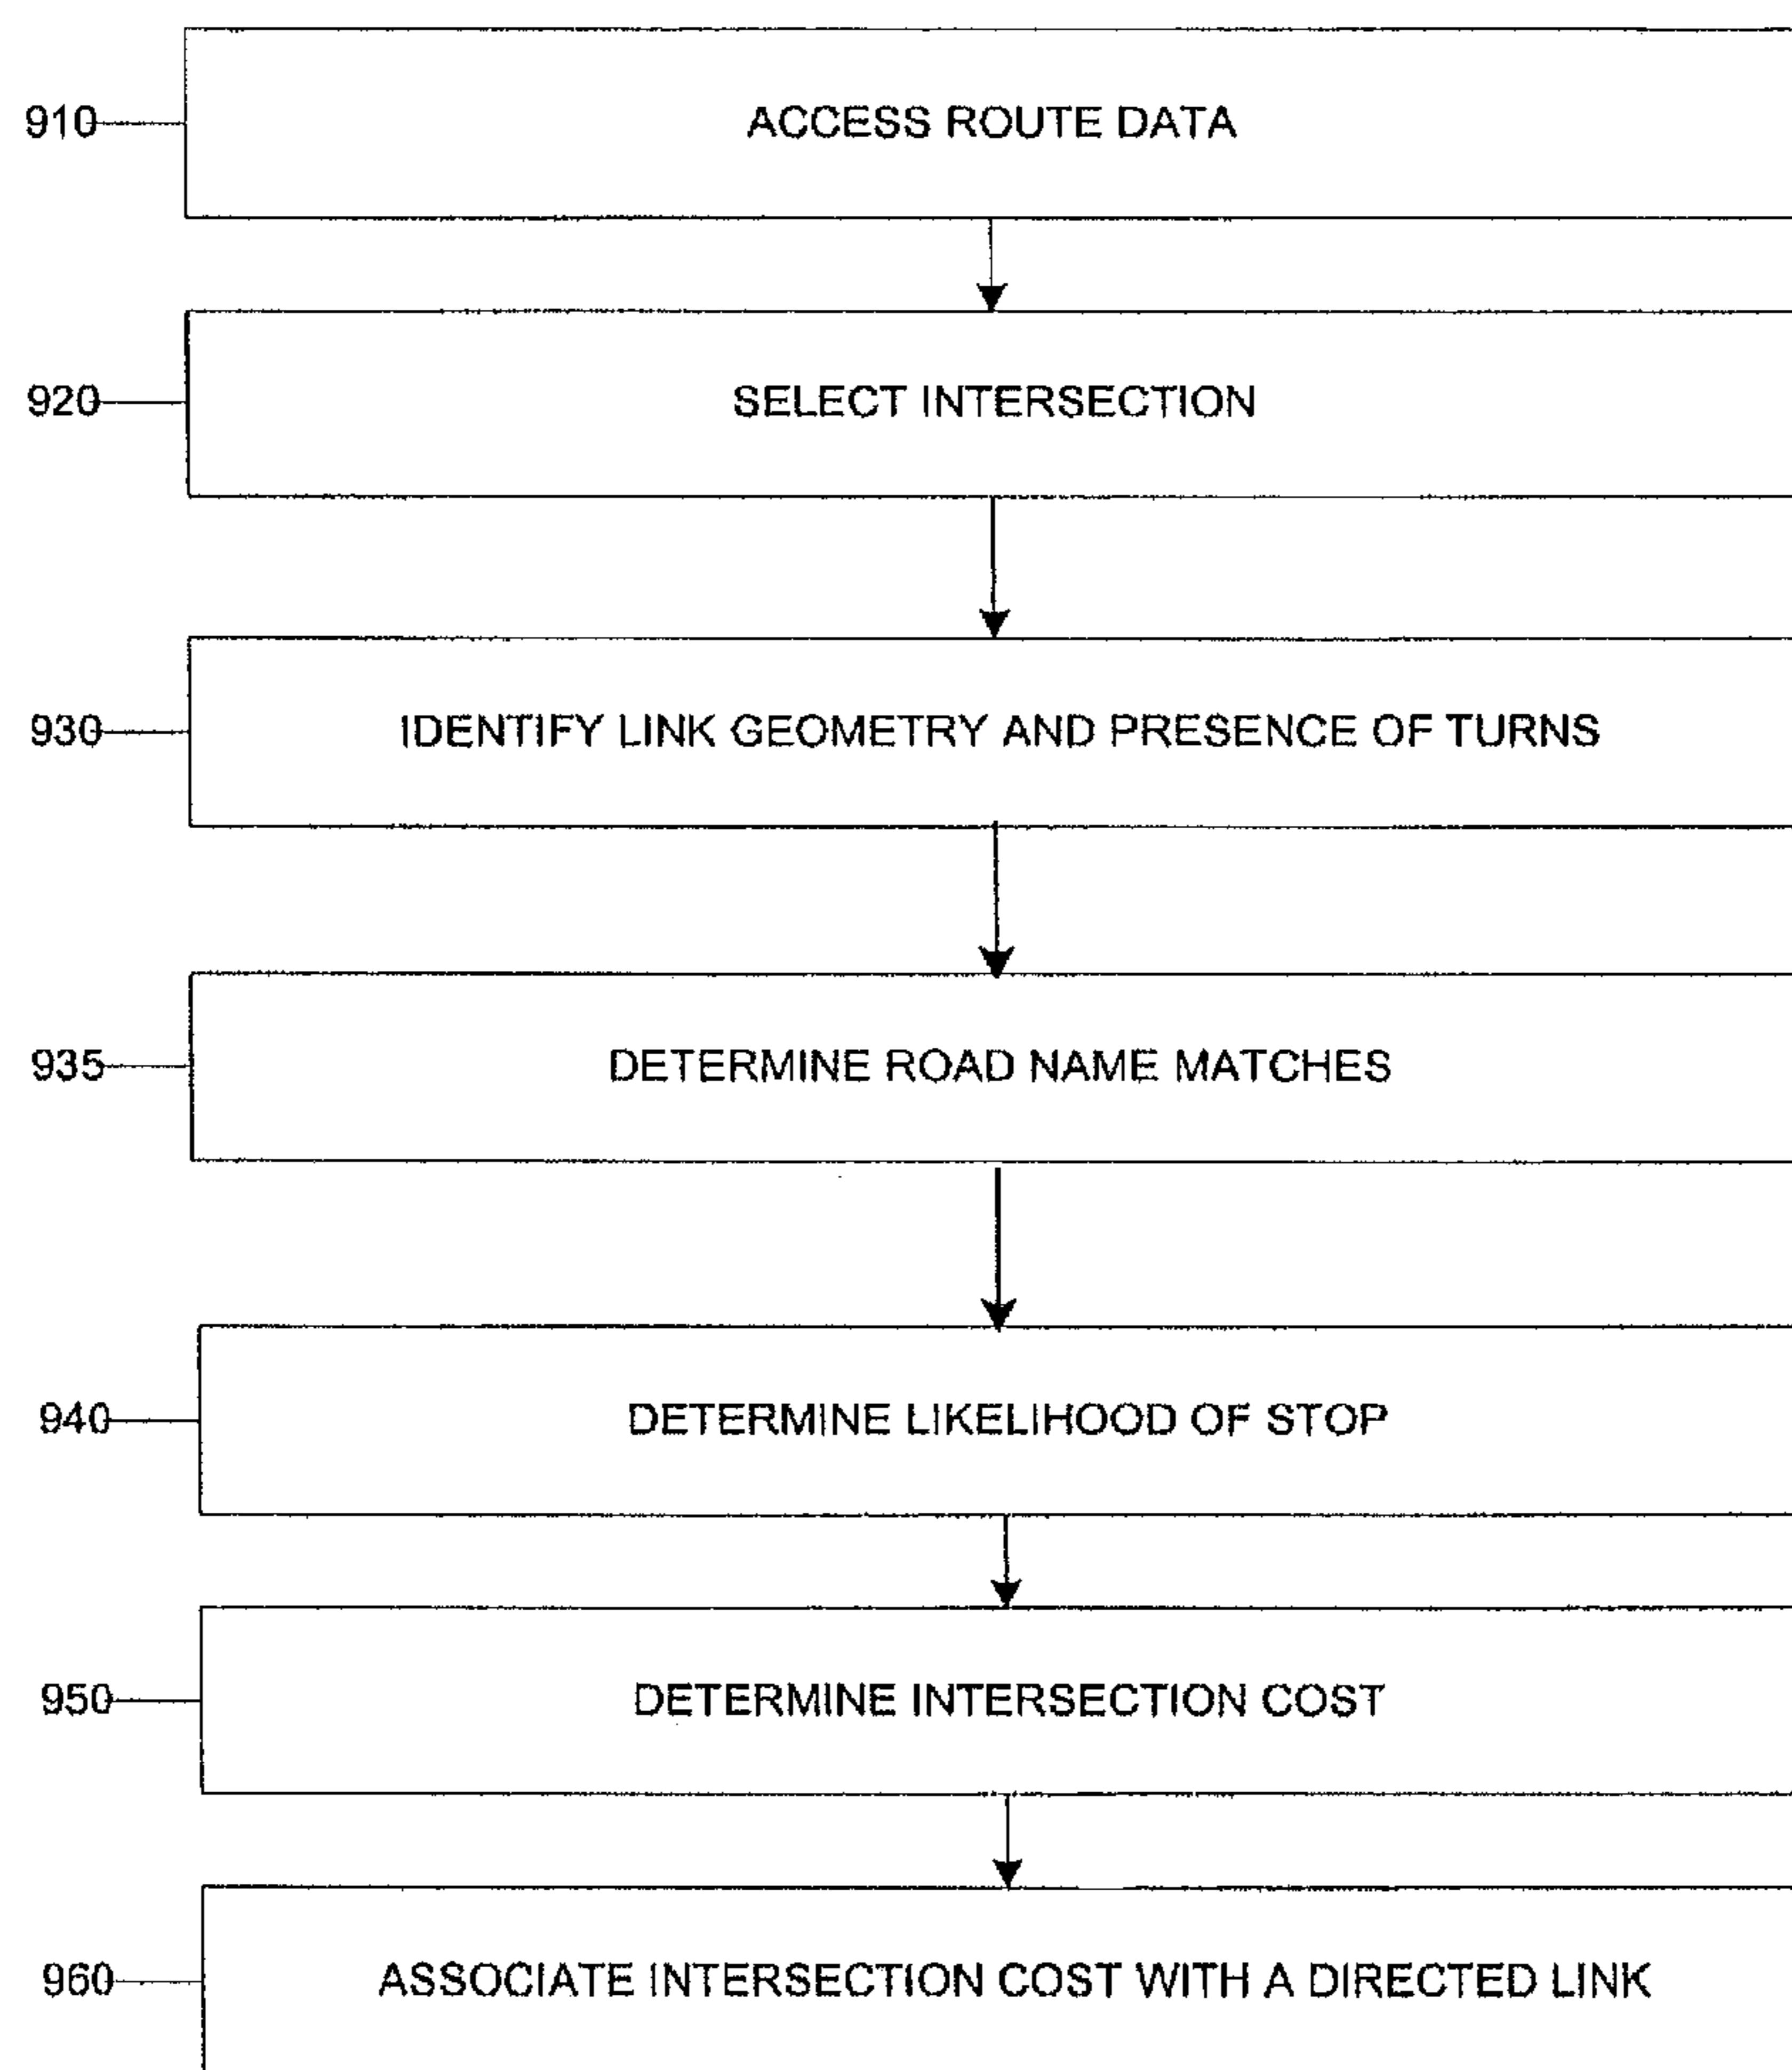 910 ACCESS ROUTE DATA
920 SELECT INTERSECTION
930 IDENTIFY LINK GEOMETRY AND PRESENCE OF TURNS
935 DETERMINE ROAD NAME MATCHES
940 DETERMINE LIKELIHOOD OF STOP
950 DETERMINE INTERSECTION COST
960 ASSOCIATE INTERSECTION COST WITH A DIRECTED LINK